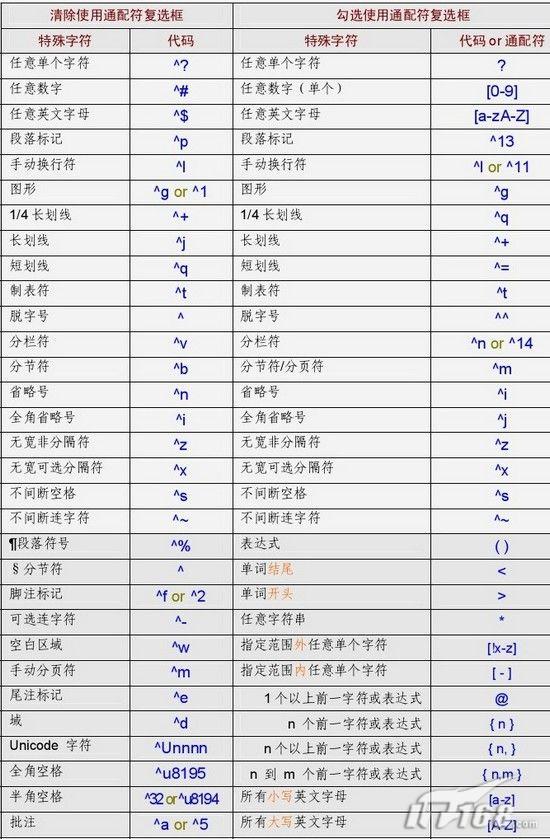 清除使用通配符复选框 勾选使用通配符复选框
特殊字符 代码 特殊字符 代码 or 通配符
任意单个字符 ^? 任意单个字符 ?
任意数字 ^# 任意数字（单个） [0-9]
任意英文字母 ^$ 任意英文字母 [a-zA-Z]
段落标记 ^p 段落标记 ^13
手动换行符 ^l 手动换行符 ^l or ^11
图形 ^g or ^1 图形 ^g
1/4 长划线 ^+ 1/4 长划线 ^q
长划线 ^j 长划线 ^+
短划线 ^q 短划线 ^=
制表符 ^t 制表符 ^t
脱字号 ^ 脱字号 ^^
分栏符 ^v 分栏符 ^n or ^14
分节符 ^b 分节符/分页符 ^m
省略号 ^n 省略号 ^i
全角省略号 ^i 全角省略号 ^j
无宽非分隔符 ^z 无宽非分隔符 ^z
无宽可选分隔符 ^x 无宽可选分隔符 ^x
不间断空格 ^s 不间断空格 ^s
不间断连字符 ^~ 不间断连字符 ^~
¶段落符号 ^% 表达式 ( )
§分节符 ^ 单词结尾 <
脚注标记 ^f or ^2 单词开头 >
可选连字符 ^- 任意字符串 *
空白区域 ^w 指定范围外任意单个字符 [!x-z]
手动分页符 ^m 指定范围内任意单个字符 [ - ]
尾注标记 ^e 1 个以上前一字符或表达式 @
域 ^d n 个前一字符或表达式 { n }
Unicode 字符 ^Unnnn n 个以上前一字符或表达式 { n, }
全角空格 ^u8195 n 到 m 个前一字符或表达式 { n,m }
半角空格 ^32 or ^u8194 所有小写英文字母 [a-z]
批注 ^a or ^5 所有大写英文字母 [A-Z]
IT168.com